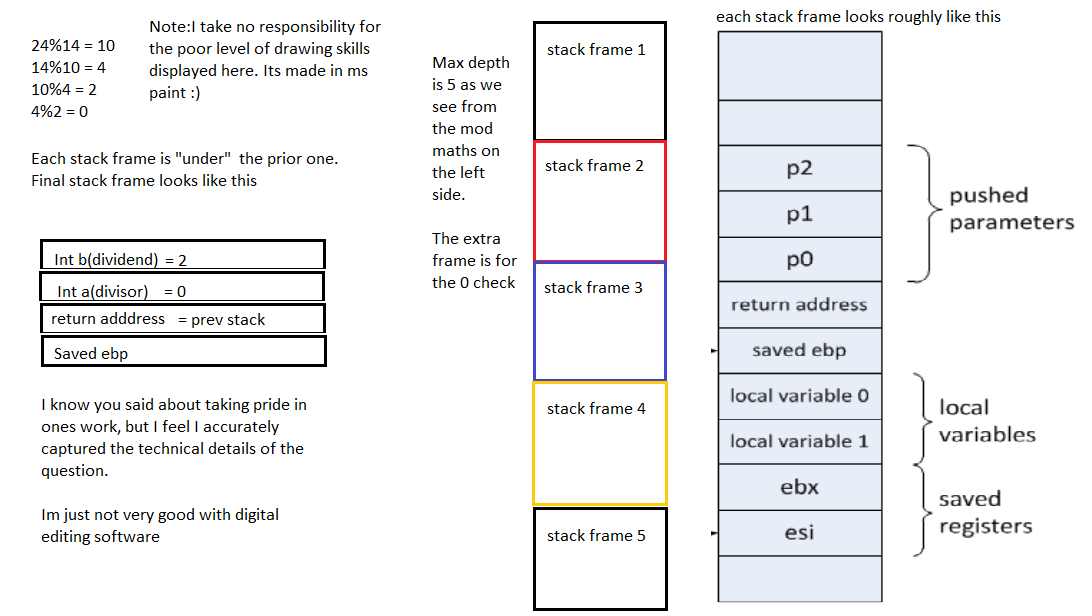 24%14 = 10
14%10 = 4
10%4 = 2
4%2 = 0
Note:I take no responsibility for
the poor level of drawing skills
displayed here. Its made in ms
paint :)
Each stack frame is "under"  the prior one.
Final stack frame looks like this
Int b(dividend) = 2
Int a(divisor) = 0
return adddress = prev stack
Saved ebp
I know you said about taking pride in
ones work, but I feel I accurately
captured the technical details of the
question.
Im just not very good with digital
editing software
Max depth
is 5 as we
see from
the mod
maths on
the left
side.
The extra
frame is for
the 0 check
stack frame 1
stack frame 2
stack frame 3
stack frame 4
stack frame 5
each stack frame looks roughly like this
p2
p1
p0
return address
saved ebp
local variable 0
local variable 1
ebx
esi
pushed
parameters
local
variables
saved
registers